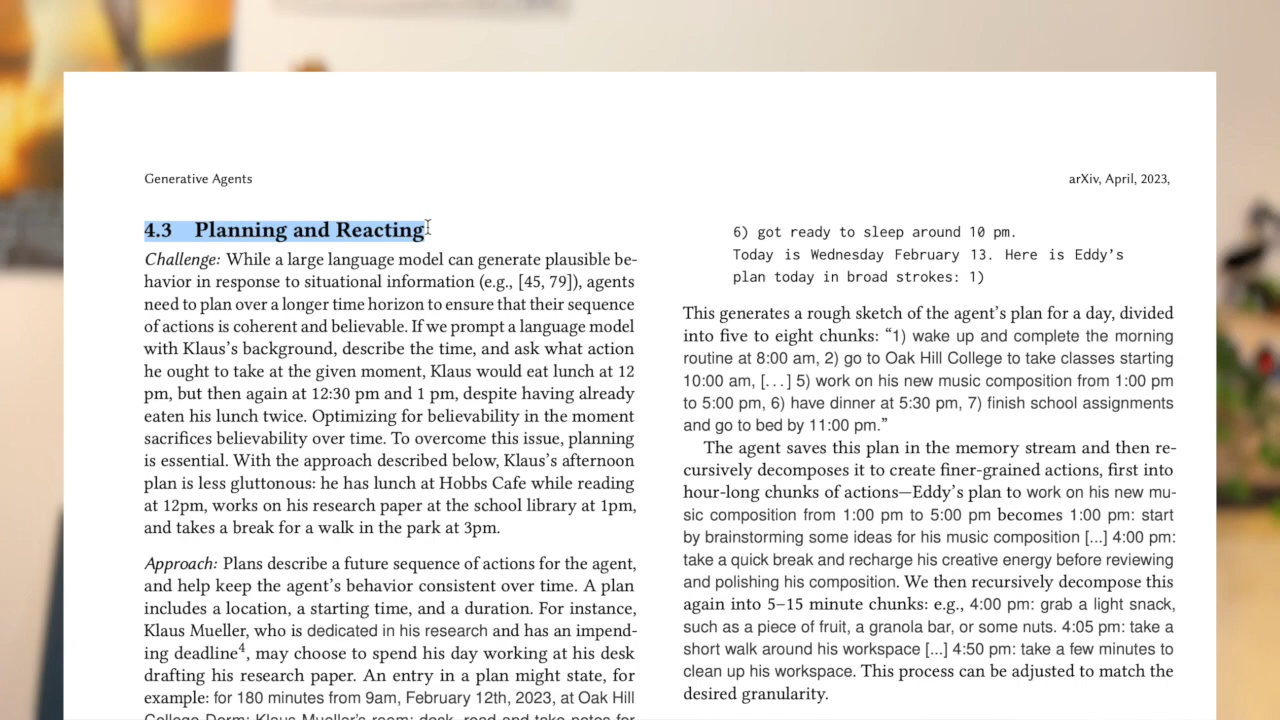 Generative Agents
arXiv, April, 2023,
4.3 Planning and Reacting
Challenge: While a large language model can generate plausible be-
havior in response to situational information (e.g., [45, 79]), agents
need to plan over a longer time horizon to ensure that their sequence
of actions is coherent and believable. If we prompt a language model
with Klaus's background, describe the time, and ask what action
he ought to take at the given moment, Klaus would eat lunch at 12
pm, but then again at 12:30 pm and 1 pm, despite having already
eaten his lunch twice. Optimizing for believability in the moment
sacrifices believability over time. To overcome this issue, planning
is essential. With the approach described below, Klaus's afternoon
plan is less gluttonous: he has lunch at Hobbs Cafe while reading
at 12pm, works on his research paper at the school library at 1pm,
and takes a break for a walk in the park at 3pm.
Approach: Plans describe a future sequence of actions for the agent,
and help keep the agent's behavior consistent over time. A plan
includes a location, a starting time, and a duration. For instance,
Klaus Mueller, who is dedicated in his research and has an impend-
ing deadline⁴, may choose to spend his day working at his desk
drafting his research paper. An entry in a plan might state, for
example: for 180 minutes from 9am, February 12th, 2023, at Oak Hill
College Dorm: Klaus Mueller's room: desk, read and take notes for
6) got ready to sleep around 10 pm.
Today is Wednesday February 13. Here is Eddy's
plan today in broad strokes: 1)
This generates a rough sketch of the agent's plan for a day, divided
into five to eight chunks: “1) wake up and complete the morning
routine at 8:00 am, 2) go to Oak Hill College to take classes starting
10:00 am, [. . . ] 5) work on his new music composition from 1:00 pm
to 5:00 pm, 6) have dinner at 5:30 pm, 7) finish school assignments
and go to bed by 11:00 pm.”
The agent saves this plan in the memory stream and then re-
cursively decomposes it to create finer-grained actions, first into
hour-long chunks of actions—Eddy's plan to work on his new mu-
sic composition from 1:00 pm to 5:00 pm becomes 1:00 pm: start
by brainstorming some ideas for his music composition [...] 4:00 pm:
take a quick break and recharge his creative energy before reviewing
and polishing his composition. We then recursively decompose this
again into 5–15 minute chunks: e.g., 4:00 pm: grab a light snack,
such as a piece of fruit, a granola bar, or some nuts. 4:05 pm: take a
short walk around his workspace [...] 4:50 pm: take a few minutes to
clean up his workspace. This process can be adjusted to match the
desired granularity.